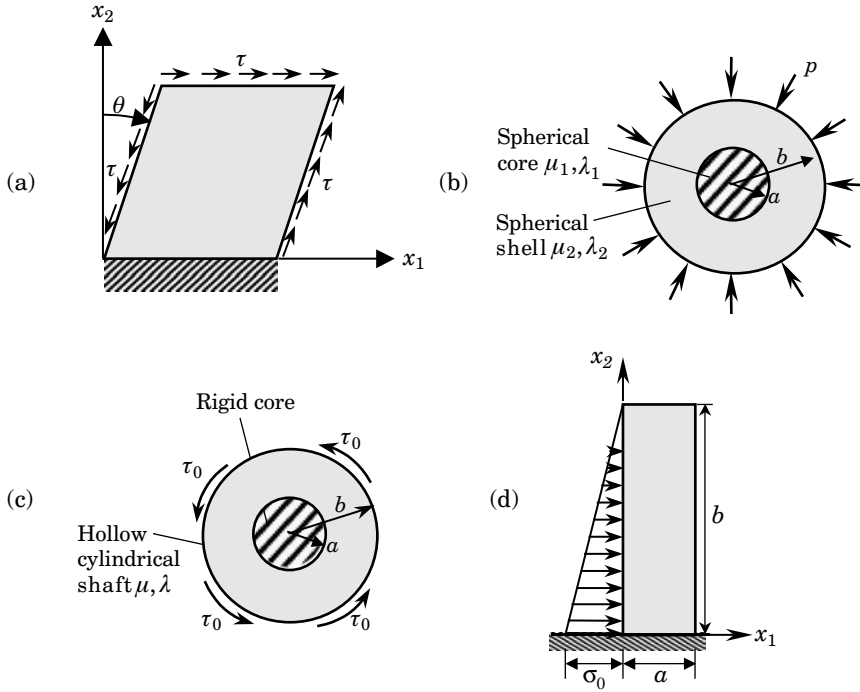 (a)
x₂
θ
τ
τ
τ
x₁
(b)
p
Spherical
core μ₁, λ₁
b
a
Spherical
shell μ₂, λ₂
(c)
Rigid core
τ₀
τ₀
b
a
Hollow
cylindrical
shaft μ, λ
τ₀
τ₀
(d)
x₂
b
x₁
σ₀
a